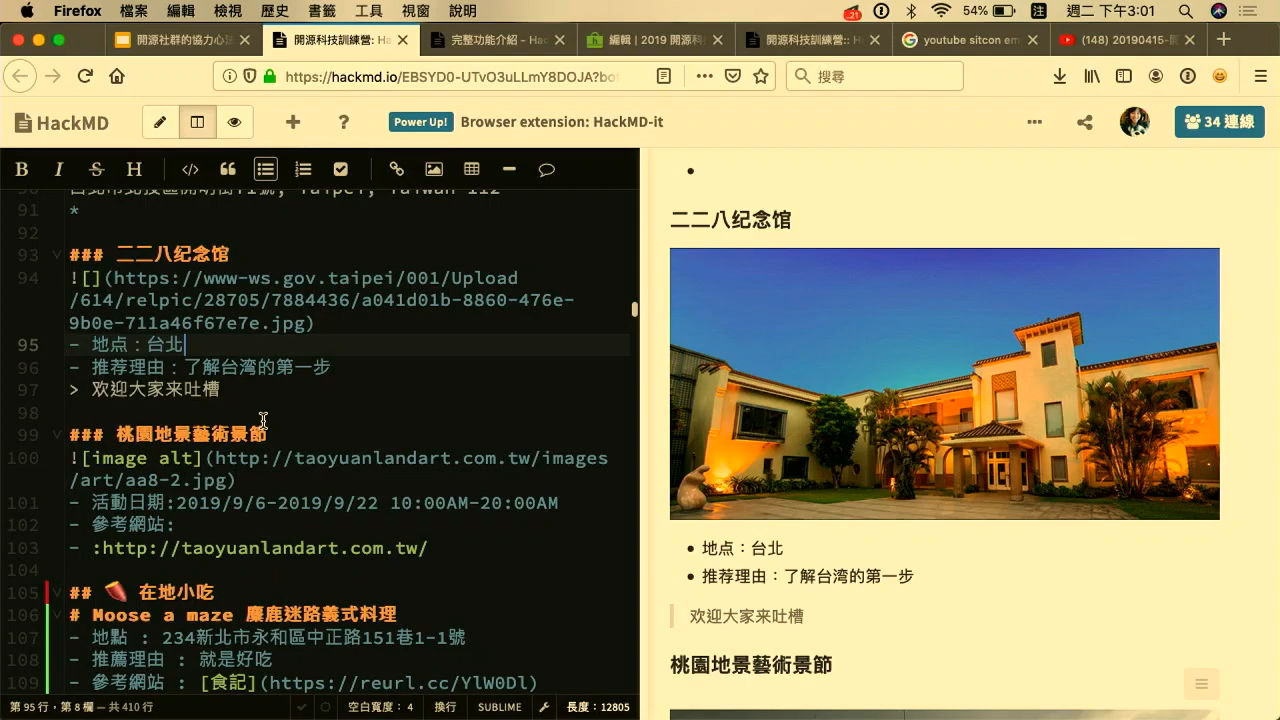 Firefox 檔案 編輯 檢視 歷史 書籤 工具 視窗 說明 21 54% 注 週二 下午3:01
開源社群的協力心法 開源科技訓練營: Ha 完整功能介紹 - Hac 編輯 | 2019 開源科 開源科技訓練營:: H youtube sitcon em (148) 20190415-開
https://hackmd.io/EBSYD0-UTvO3uLLmY8DOJA?bo 搜尋
HackMD Power Up! Browser extension: HackMD-it 34 連線
B I S H
91 *
92
93 ### 二二八纪念馆
94 ![](https://www-ws.gov.taipei/001/Upload
/614/relpic/28705/7884436/a041d01b-8860-476e-
9b0e-711a46f67e7e.jpg)
95 - 地点：台北
96 - 推荐理由：了解台湾的第一步
97 > 欢迎大家来吐槽
98
99 ### 桃園地景藝術景節
100 ![image alt](http://taoyuanlandart.com.tw/images
/art/aa8-2.jpg)
101 - 活動日期:2019/9/6-2019/9/22 10:00AM-20:00AM
102 - 參考網站:
103 - :http://taoyuanlandart.com.tw/
104
105 ## 🍠 在地小吃
106 # Moose a maze 麋鹿迷路義式料理
107 - 地點 : 234新北市永和區中正路151巷1-1號
108 - 推薦理由 : 就是好吃
109 - 參考網站 : [食記](https://reurl.cc/YlW0Dl)
第 95 行，第 8 欄 — 共 410 行 空白寬度： 4 換行 SUBLIME 長度：12805
二二八纪念馆
• 地点：台北
• 推荐理由：了解台湾的第一步
欢迎大家来吐槽
桃園地景藝術景節